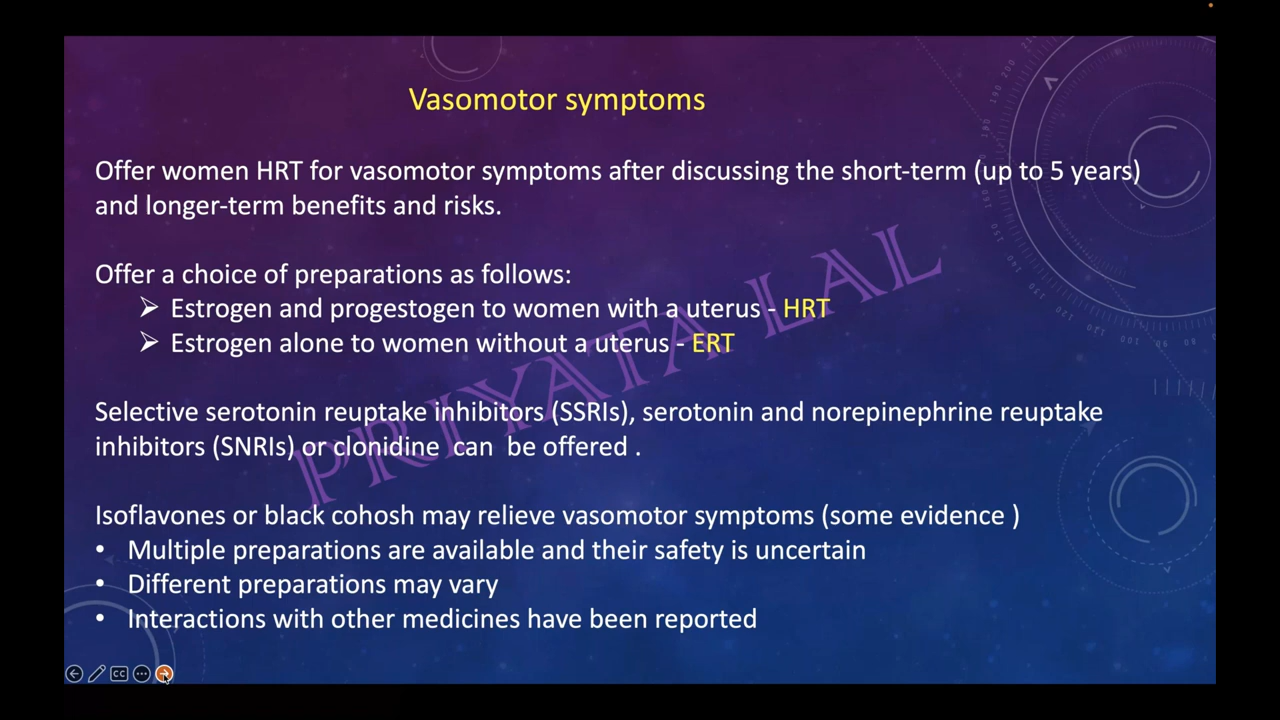 Vasomotor symptoms
Offer women HRT for vasomotor symptoms after discussing the short-term (up to 5 years)
and longer-term benefits and risks.
Offer a choice of preparations as follows:
➢ Estrogen and progestogen to women with a uterus - HRT
➢ Estrogen alone to women without a uterus - ERT
Selective serotonin reuptake inhibitors (SSRIs), serotonin and norepinephrine reuptake
inhibitors (SNRIs) or clonidine can be offered .
Isoflavones or black cohosh may relieve vasomotor symptoms (some evidence )
• Multiple preparations are available and their safety is uncertain
• Different preparations may vary
• Interactions with other medicines have been reported
PRIYATA LAL
CC